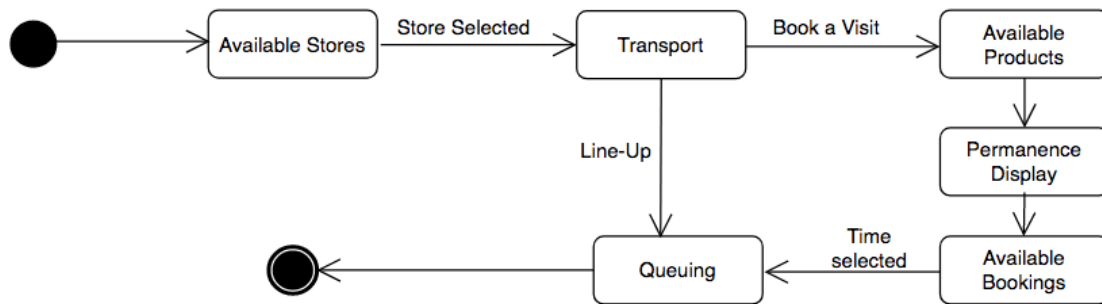 Available Stores
Store Selected
Transport
Book a Visit
Available
Products
Line-Up
Permanence
Display
Queuing
Time
selected
Available
Bookings